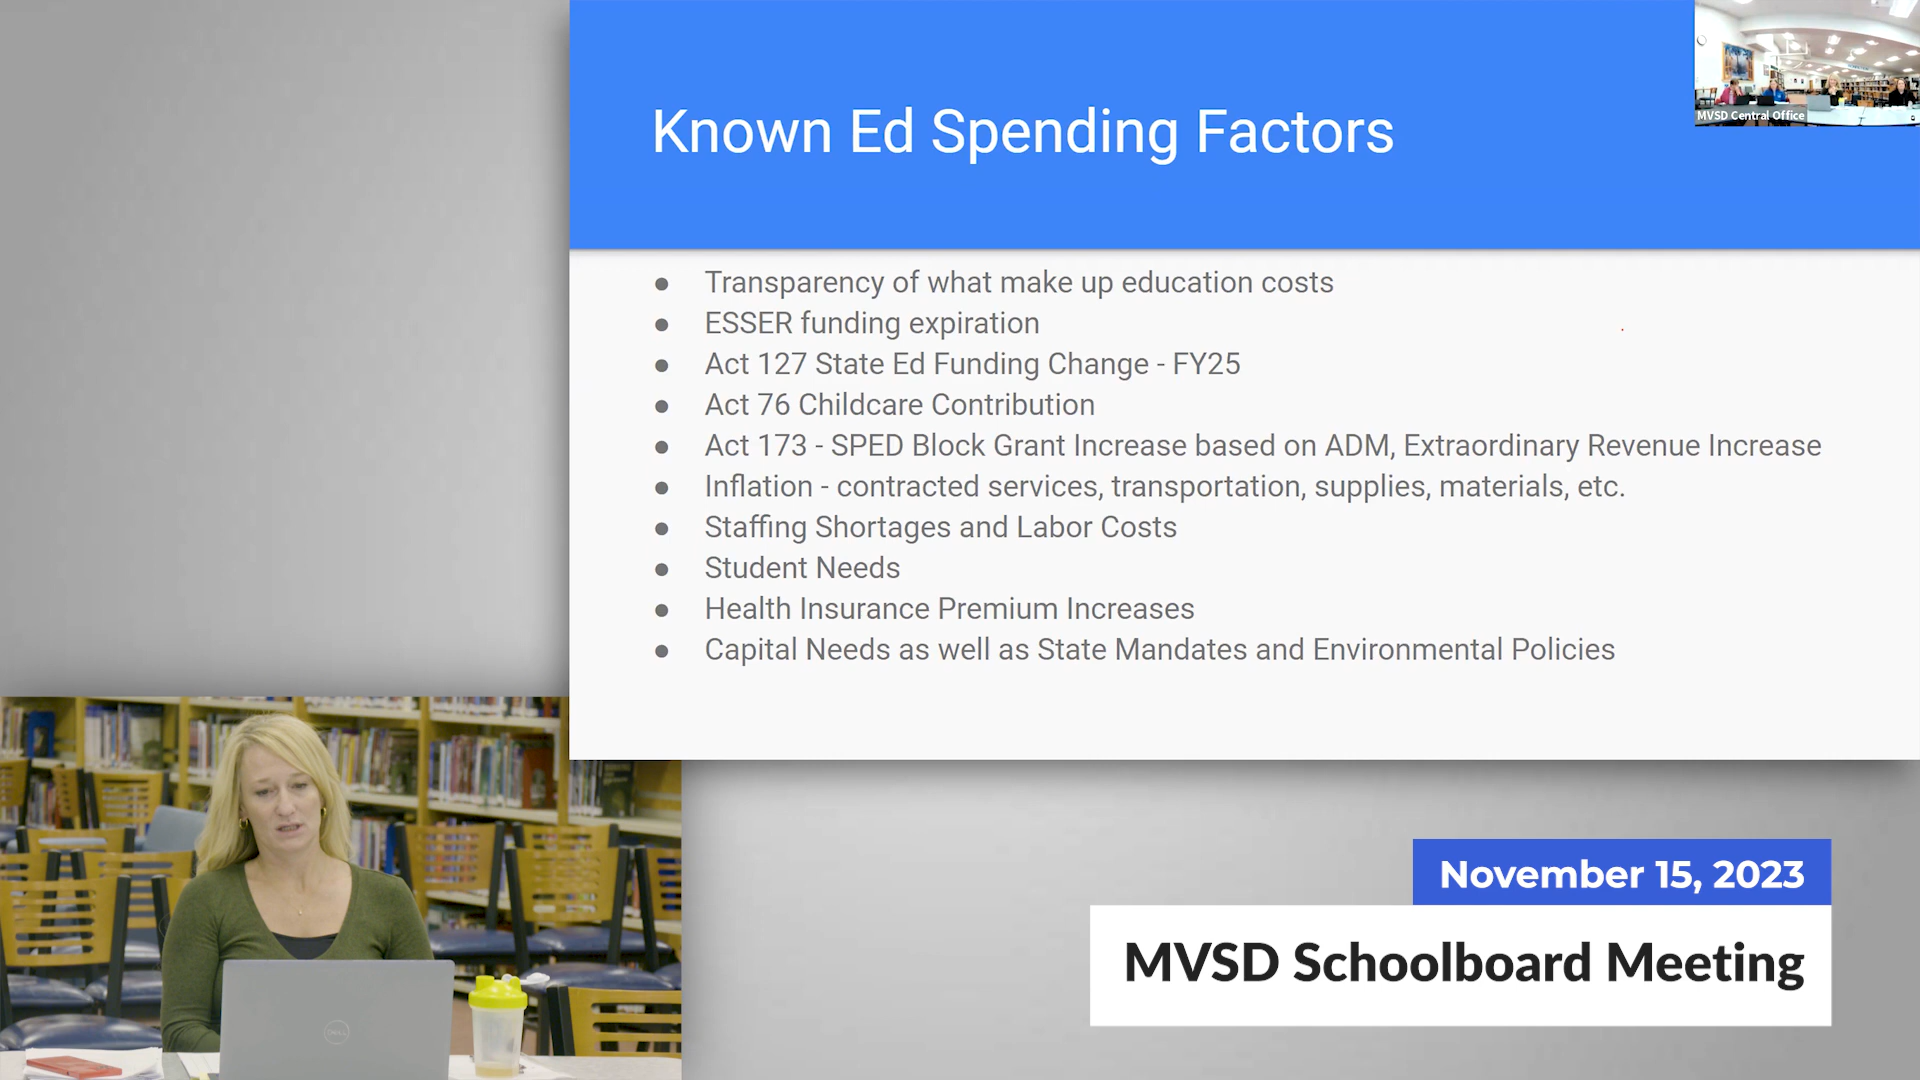 Known Ed Spending Factors
MVSD Central Office
● Transparency of what make up education costs
● ESSER funding expiration
● Act 127 State Ed Funding Change - FY25
● Act 76 Childcare Contribution
● Act 173 - SPED Block Grant Increase based on ADM, Extraordinary Revenue Increase
● Inflation - contracted services, transportation, supplies, materials, etc.
● Staffing Shortages and Labor Costs
● Student Needs
● Health Insurance Premium Increases
● Capital Needs as well as State Mandates and Environmental Policies
DELL
November 15, 2023
MVSD Schoolboard Meeting